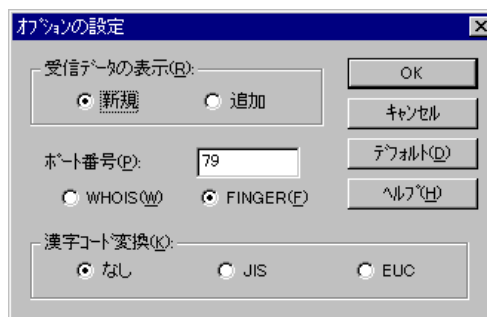 ｵﾌﾟｼｮﾝの設定
受信ﾃﾞｰﾀの表示(R):
新規 追加
ﾎﾟｰﾄ番号(P): 79
WHOIS(W) FINGER(F)
漢字ｺｰﾄﾞ変換(K):
なし JIS EUC
OK
ｷｬﾝｾﾙ
ﾃﾞﾌｫﾙﾄ(D)
ﾍﾙﾌﾟ(H)